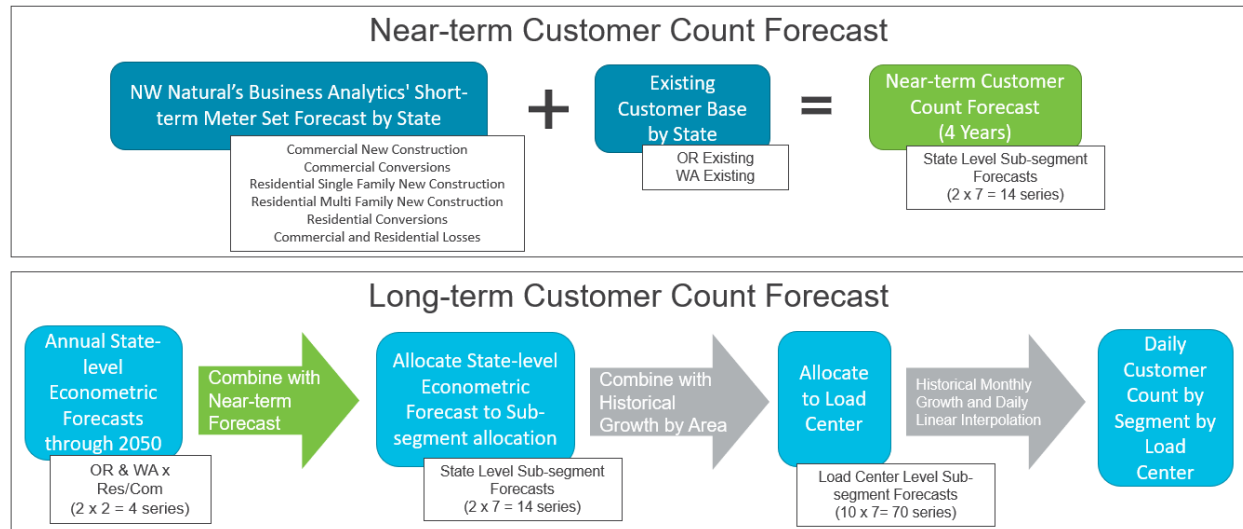 Near-term Customer Count Forecast
NW Natural's Business Analytics' Short-
term Meter Set Forecast by State
Commercial New Construction
Commercial Conversions
Residential Single Family New Construction
Residential Multi Family New Construction
Residential Conversions
Commercial and Residential Losses
+
Existing
Customer Base
by State
OR Existing
WA Existing
=
Near-term Customer
Count Forecast
(4 Years)
State Level Sub-segment
Forecasts
(2 x 7 = 14 series)
Long-term Customer Count Forecast
Annual State-
level
Econometric
Forecasts
through 2050
OR & WA x
Res/Com
(2 x 2 = 4 series)
Combine with
Near-term
Forecast
Allocate State-level
Econometric
Forecast to Sub-
segment allocation
State Level Sub-segment
Forecasts
(2 x 7 = 14 series)
Combine with
Historical
Growth by Area
Allocate
to Load
Center
Load Center Level Sub-
segment Forecasts
(10 x 7= 70 series)
Historical Monthly
Growth and Daily
Linear Interpolation
Daily
Customer
Count by
Segment by
Load
Center